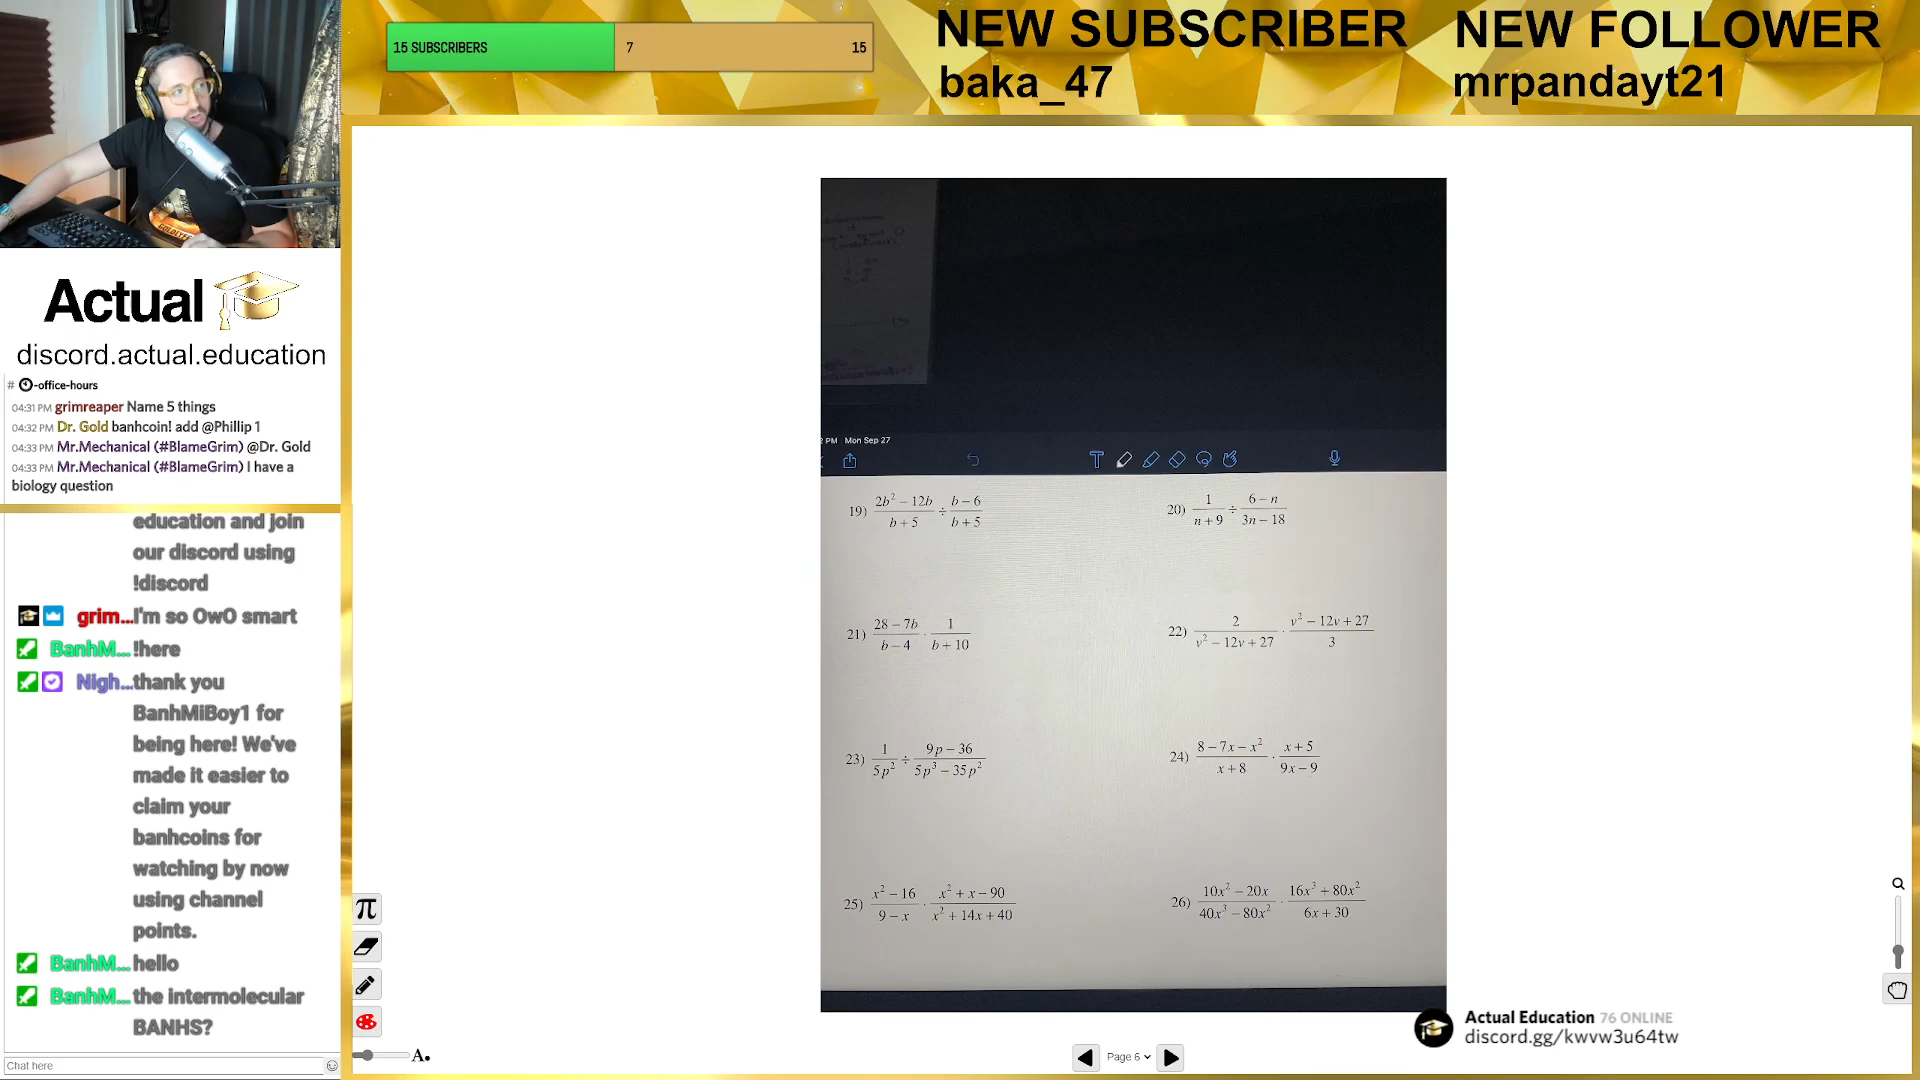 15 SUBSCRIBERS 7 15
NEW SUBSCRIBER
baka_47
NEW FOLLOWER
mrpandayt21
Actual
discord.actual.education
# -office-hours
04:31 PM grimreaper Name 5 things
04:32 PM Dr. Gold banhcoin! add @Phillip 1
04:33 PM Mr.Mechanical (#BlameGrim) @Dr. Gold
04:33 PM Mr.Mechanical (#BlameGrim) I have a
biology question
education and join
our discord using
!discord
grim... I'm so OwO smart
BanhM... !here
Nigh... thank you
BanhMiBoy1 for
being here! We've
made it easier to
claim your
banhcoins for
watching by now
using channel
points.
BanhM... hello
BanhM... the intermolecular
BANHS?
Chat here
PM Mon Sep 27
T
19) (2b² − 12b)/(b + 5) ÷ (b − 6)/(b + 5)
20) 1/(n + 9) ÷ (6 − n)/(3n − 18)
21) (28 − 7b)/(b − 4) · 1/(b + 10)
22) 2/(v² − 12v + 27) · (v² − 12v + 27)/3
23) 1/(5p²) ÷ (9p − 36)/(5p³ − 35p²)
24) (8 − 7x − x²)/(x + 8) · (x + 5)/(9x − 9)
25) (x² − 16)/(9 − x) · (x² + x − 90)/(x² + 14x + 40)
26) (10x² − 20x)/(40x³ − 80x²) · (16x³ + 80x²)/(6x + 30)
π
A.
Page 6
Actual Education 76 ONLINE
discord.gg/kwvw3u64tw